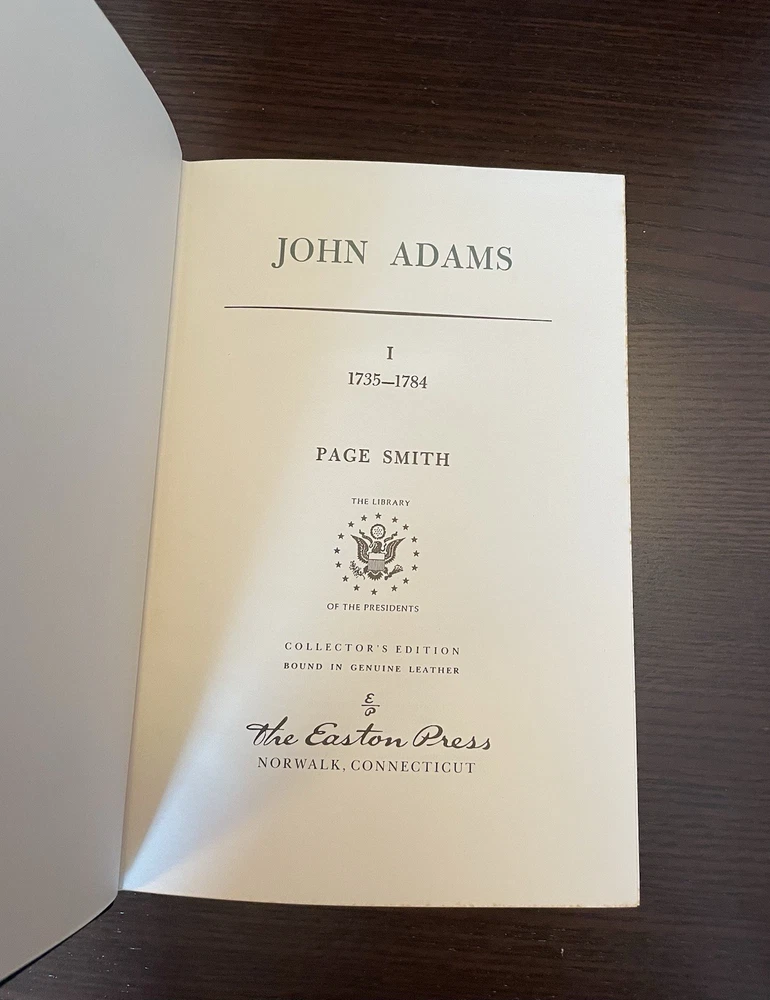 JOHN ADAMS
I
1735—1784
PAGE SMITH
THE LIBRARY
OF THE PRESIDENTS
COLLECTOR'S EDITION
BOUND IN GENUINE LEATHER
E
P
The Easton Press
NORWALK, CONNECTICUT